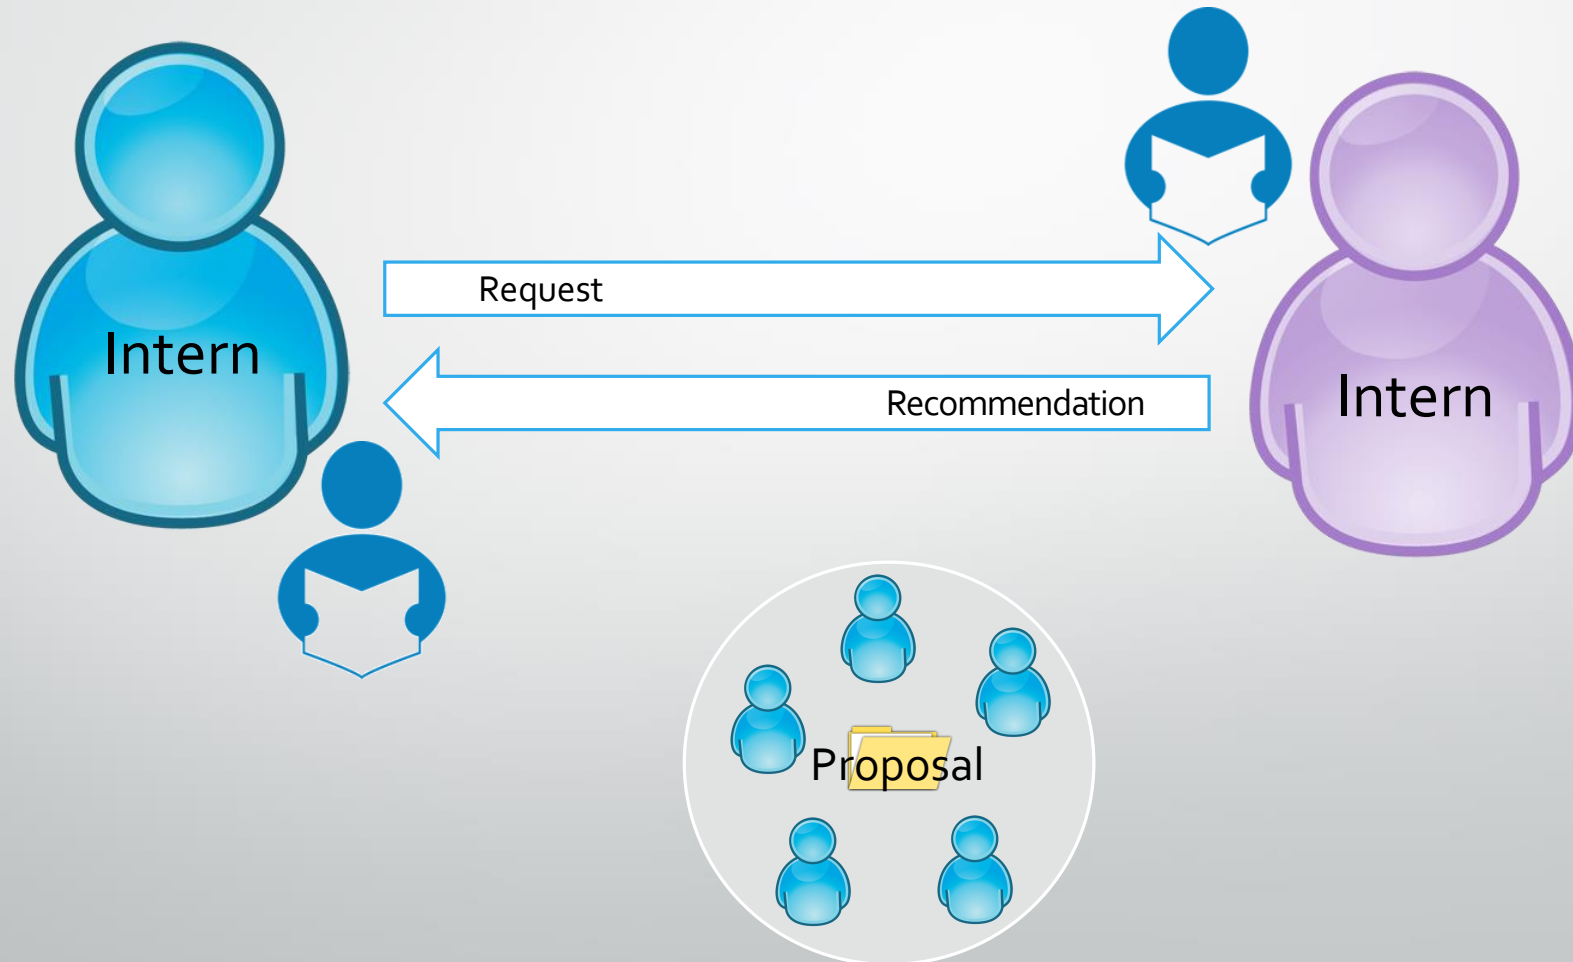 Request
Intern
Intern
Recommendation
Proposal